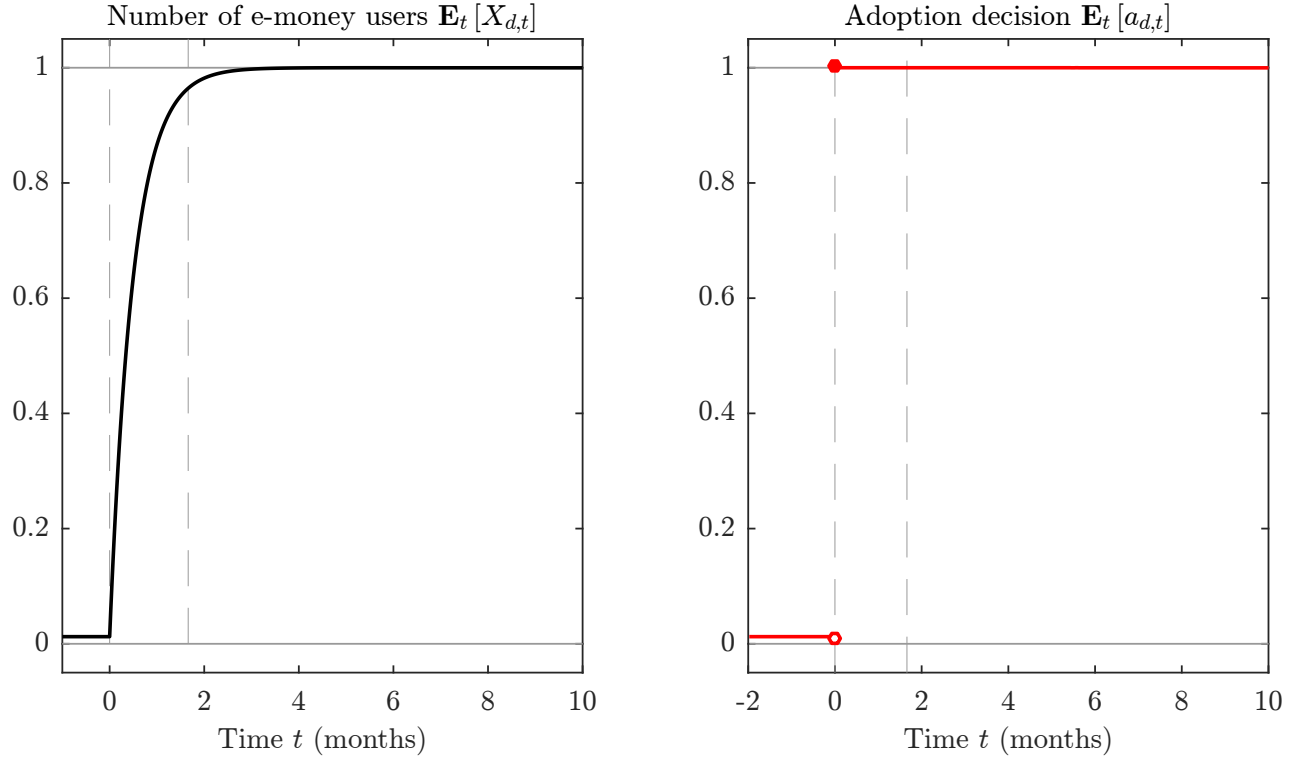 Number of e-money users E_t [X_{d,t}]
1
0.8
0.6
0.4
0.2
0
0 2 4 6 8 10
Time t (months)
Adoption decision E_t [a_{d,t}]
1
0.8
0.6
0.4
0.2
0
-2 0 2 4 6 8 10
Time t (months)